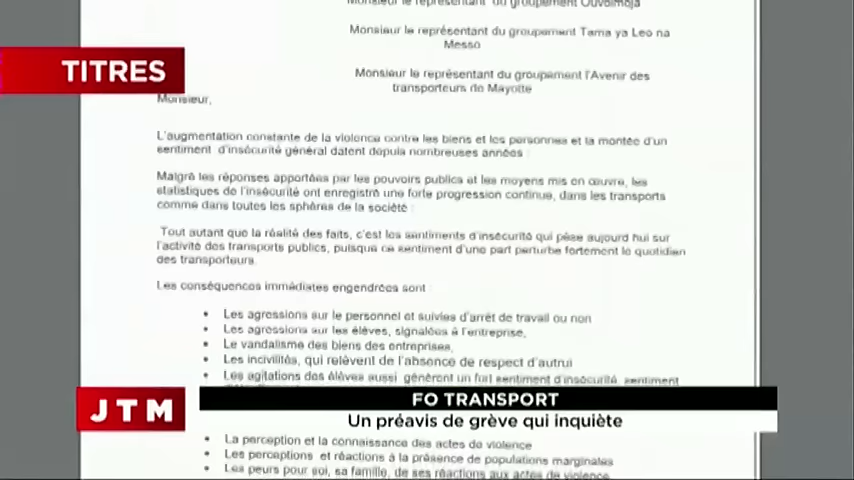 Monsieur le représentant du groupement Ouvoimoja
Monsieur le représentant du groupement Tama ya Leo na
Messo
TITRES
Monsieur le représentant du groupement l'Avenir des
transporteurs de Mayotte
Monsieur,
L'augmentation constante de la violence contre les biens et les personnes et la montée d'un
sentiment d'insécurité général datent depuis nombreuses années :
Malgré les réponses apportées par les pouvoirs publics et les moyens mis en œuvre, les
statistiques de l'insécurité ont enregistré une forte progression continue, dans les transports
comme dans toutes les sphères de la société :
Tout autant que la réalité des faits, c'est les sentiments d'insécurité qui pèse aujourd hui sur
l'activité des transports publics, puisque ce sentiment d'une part perturbe fortement le quotidien
des transporteurs
Les conséquences immédiates engendrées sont
• Les agressions sur le personnel et suivies d'arrêt de travail ou non
• Les agressions sur les élèves, signalées à l'entreprise,
• Le vandalisme des biens des entreprises,
• Les incivilités, qui relèvent de l'absence de respect d'autrui
• Les agitations des élèves aussi génèrent un fort sentiment d'insécurité sentiment
JTM
FO TRANSPORT
Un préavis de grève qui inquiète
• La perception et la connaissance des actes de violence
• Les perceptions et réactions à la présence de populations marginales
• Les peurs pour soi, sa famille, de ses réactions aux actes de violence